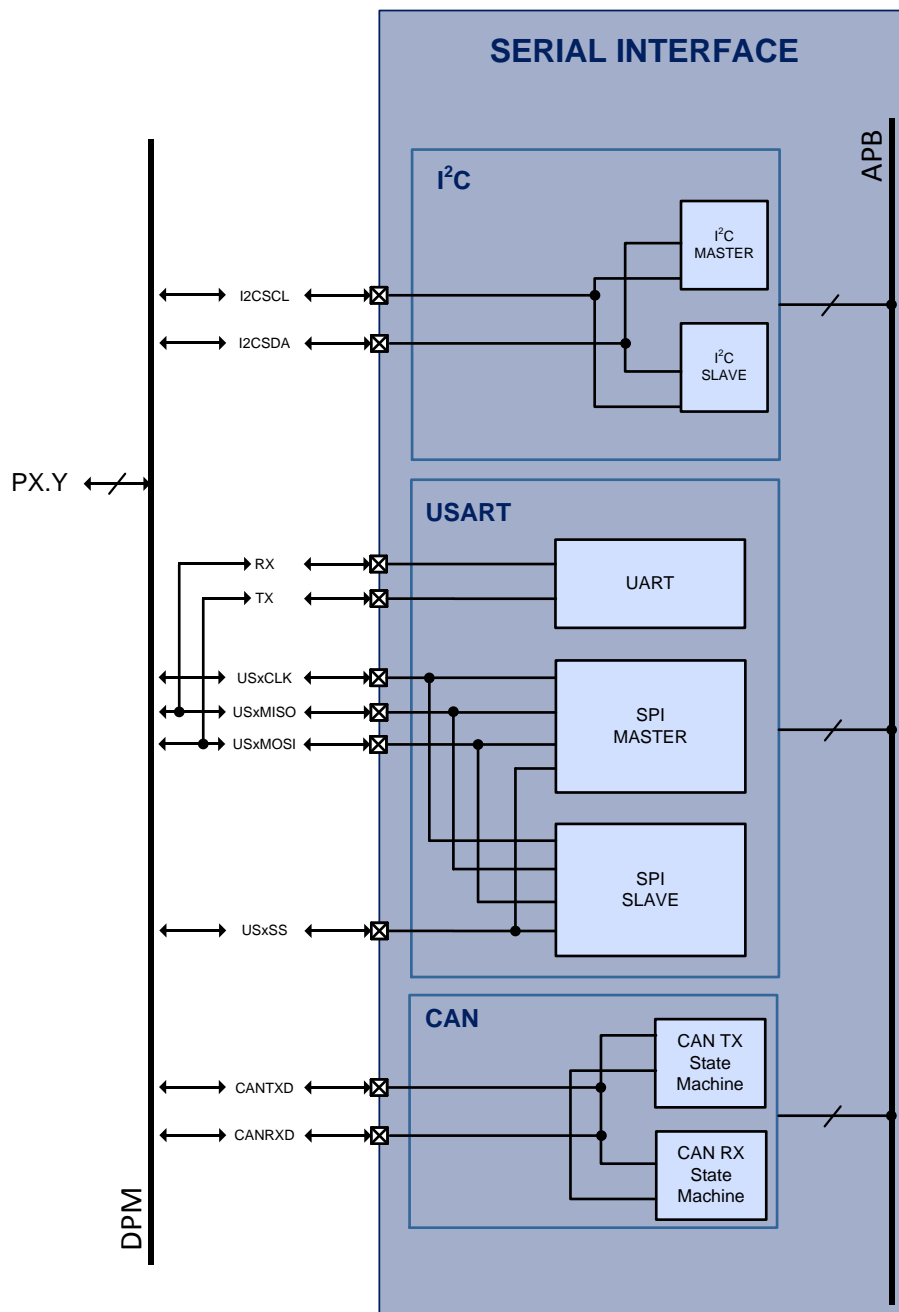 SERIAL INTERFACE
APB
I²C
I²C
MASTER
I2CSCL
I2CSDA
I²C
SLAVE
PX.Y
USART
RX
UART
TX
USxCLK
USxMISO
SPI
MASTER
USxMOSI
SPI
SLAVE
USxSS
CAN
CAN TX
State
Machine
CANTXD
CANRXD
CAN RX
State
Machine
DPM